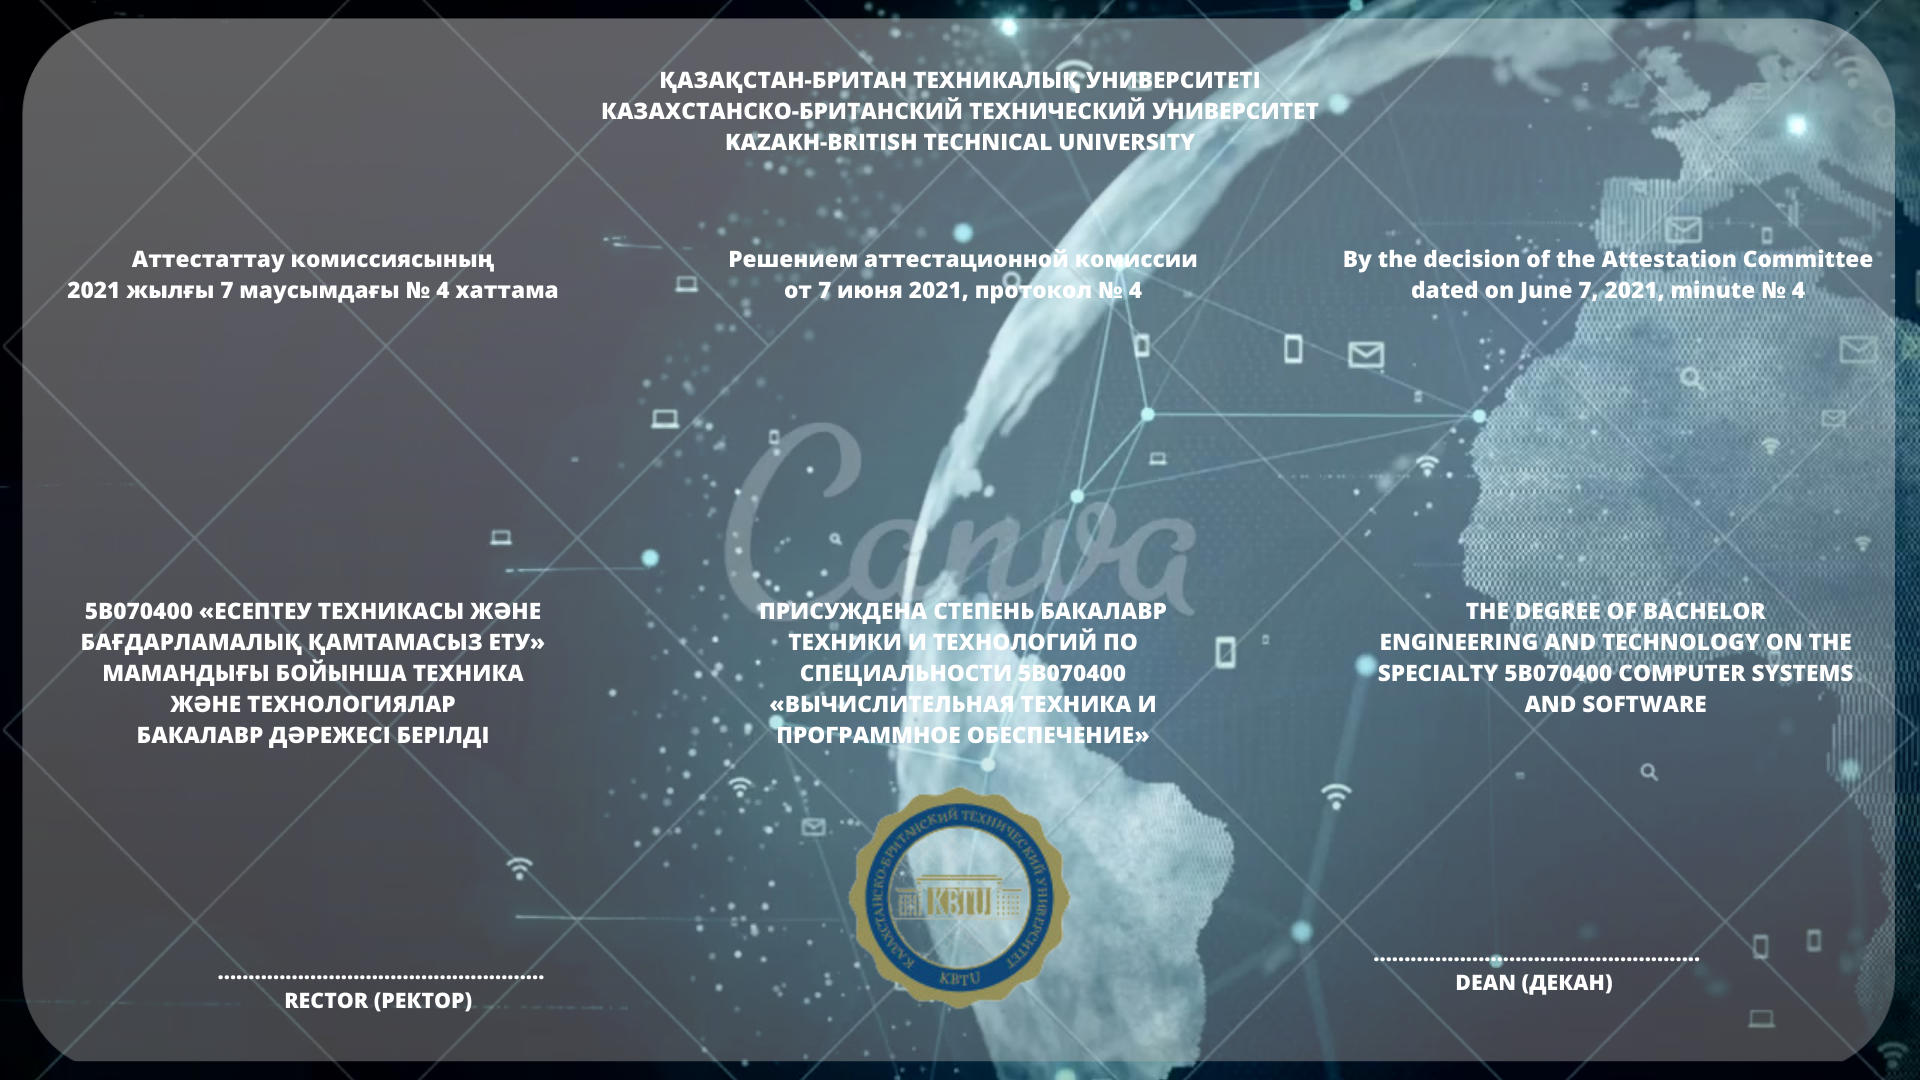 ҚАЗАҚСТАН-БРИТАН ТЕХНИКАЛЫҚ УНИВЕРСИТЕТІ
КАЗАХСТАНСКО-БРИТАНСКИЙ ТЕХНИЧЕСКИЙ УНИВЕРСИТЕТ
KAZAKH-BRITISH TECHNICAL UNIVERSITY
Аттестаттау комиссиясының
2021 жылғы 7 маусымдағы № 4 хаттама
Решением аттестационной комиссии
от 7 июня 2021, протокол № 4
By the decision of the Attestation Committee
dated on June 7, 2021, minute № 4
Canva
5B070400 «ЕСЕПТЕУ ТЕХНИКАСЫ ЖӘНЕ
БАҒДАРЛАМАЛЫҚ ҚАМТАМАСЫЗ ЕТУ»
МАМАНДЫҒЫ БОЙЫНША ТЕХНИКА
ЖӘНЕ ТЕХНОЛОГИЯЛАР
БАКАЛАВР ДӘРЕЖЕСІ БЕРІЛДІ
ПРИСУЖДЕНА СТЕПЕНЬ БАКАЛАВР
ТЕХНИКИ И ТЕХНОЛОГИЙ ПО
СПЕЦИАЛЬНОСТИ 5B070400
«ВЫЧИСЛИТЕЛЬНАЯ ТЕХНИКА И
ПРОГРАММНОЕ ОБЕСПЕЧЕНИЕ»
THE DEGREE OF BACHELOR
ENGINEERING AND TECHNOLOGY ON THE
SPECIALTY 5B070400 COMPUTER SYSTEMS
AND SOFTWARE
КАЗАХСТАНСКО-БРИТАНСКИЙ ТЕХНИЧЕСКИЙ УНИВЕРСИТЕТ
KBTU
KBTU
.....................................................
RECTOR (РЕКТОР)
.....................................................
DEAN (ДЕКАН)